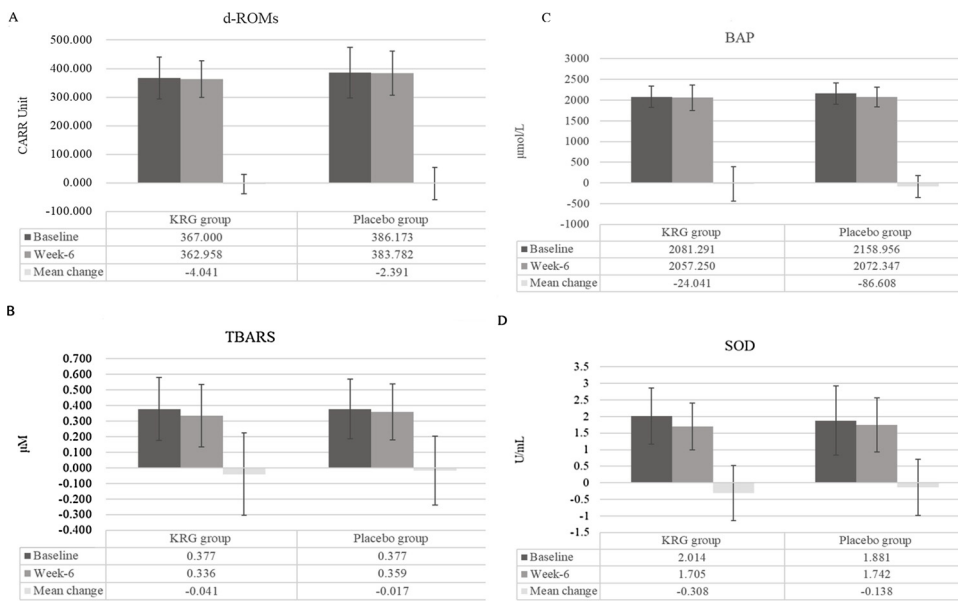 A
d-ROMs
500.000
400.000
300.000
200.000
100.000
0.000
-100.000
CARR Unit
KRG group Placebo group
Baseline 367.000 386.173
Week-6 362.958 383.782
Mean change -4.041 -2.391
C
BAP
3000
2500
2000
1500
1000
500
0
-500
-1000
µmol/L
KRG group Placebo group
Baseline 2081.291 2158.956
Week-6 2057.250 2072.347
Mean change -24.041 -86.608
B
TBARS
0.700
0.600
0.500
0.400
0.300
0.200
0.100
0.000
-0.100
-0.200
-0.300
-0.400
µM
KRG group Placebo group
Baseline 0.377 0.377
Week-6 0.336 0.359
Mean change -0.041 -0.017
D
SOD
3.5
3
2.5
2
1.5
1
0.5
0
-0.5
-1
-1.5
U/mL
KRG group Placebo group
Baseline 2.014 1.881
Week-6 1.705 1.742
Mean change -0.308 -0.138